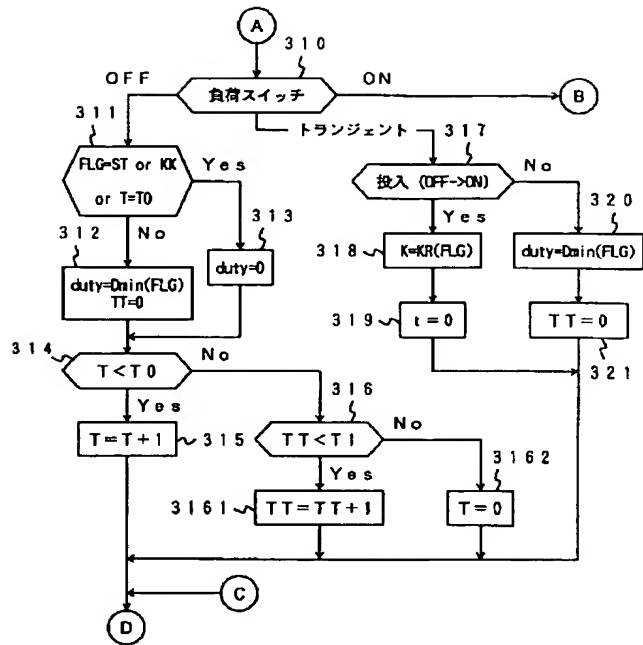 A
310
OFF
負荷スイッチ
ON
B
311
トランジェント
317
FLG=ST or KK
or T=T0
Yes
投入 (OFF->ON)
No
313
320
312
No
Yes
duty=0
318
K=KR(FLG)
duty=Dmin(FLG)
duty=Dmin(FLG)
TT=0
319
t=0
TT=0
314
321
T<T0
No
316
Yes
T=T+1
315
TT<T1
No
3162
Yes
3161
TT=TT+1
T=0
C
D